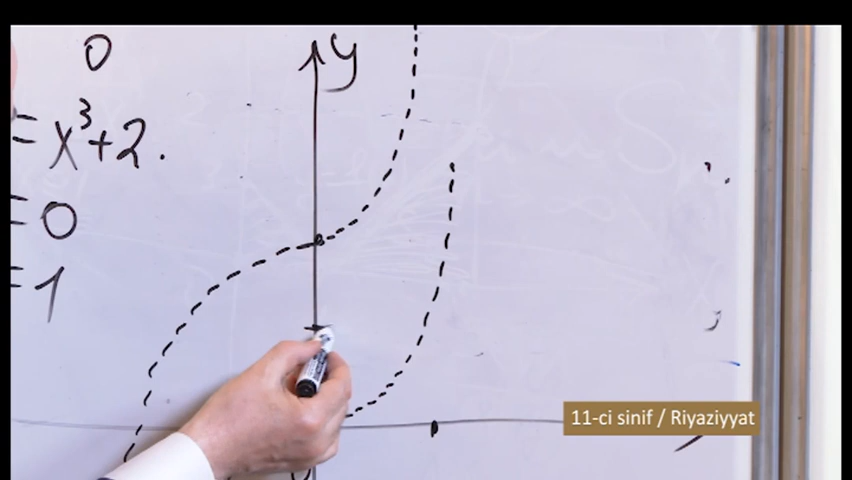 0
y
= x³+2.
= 0
= 1
11-ci sinif / Riyaziyyat